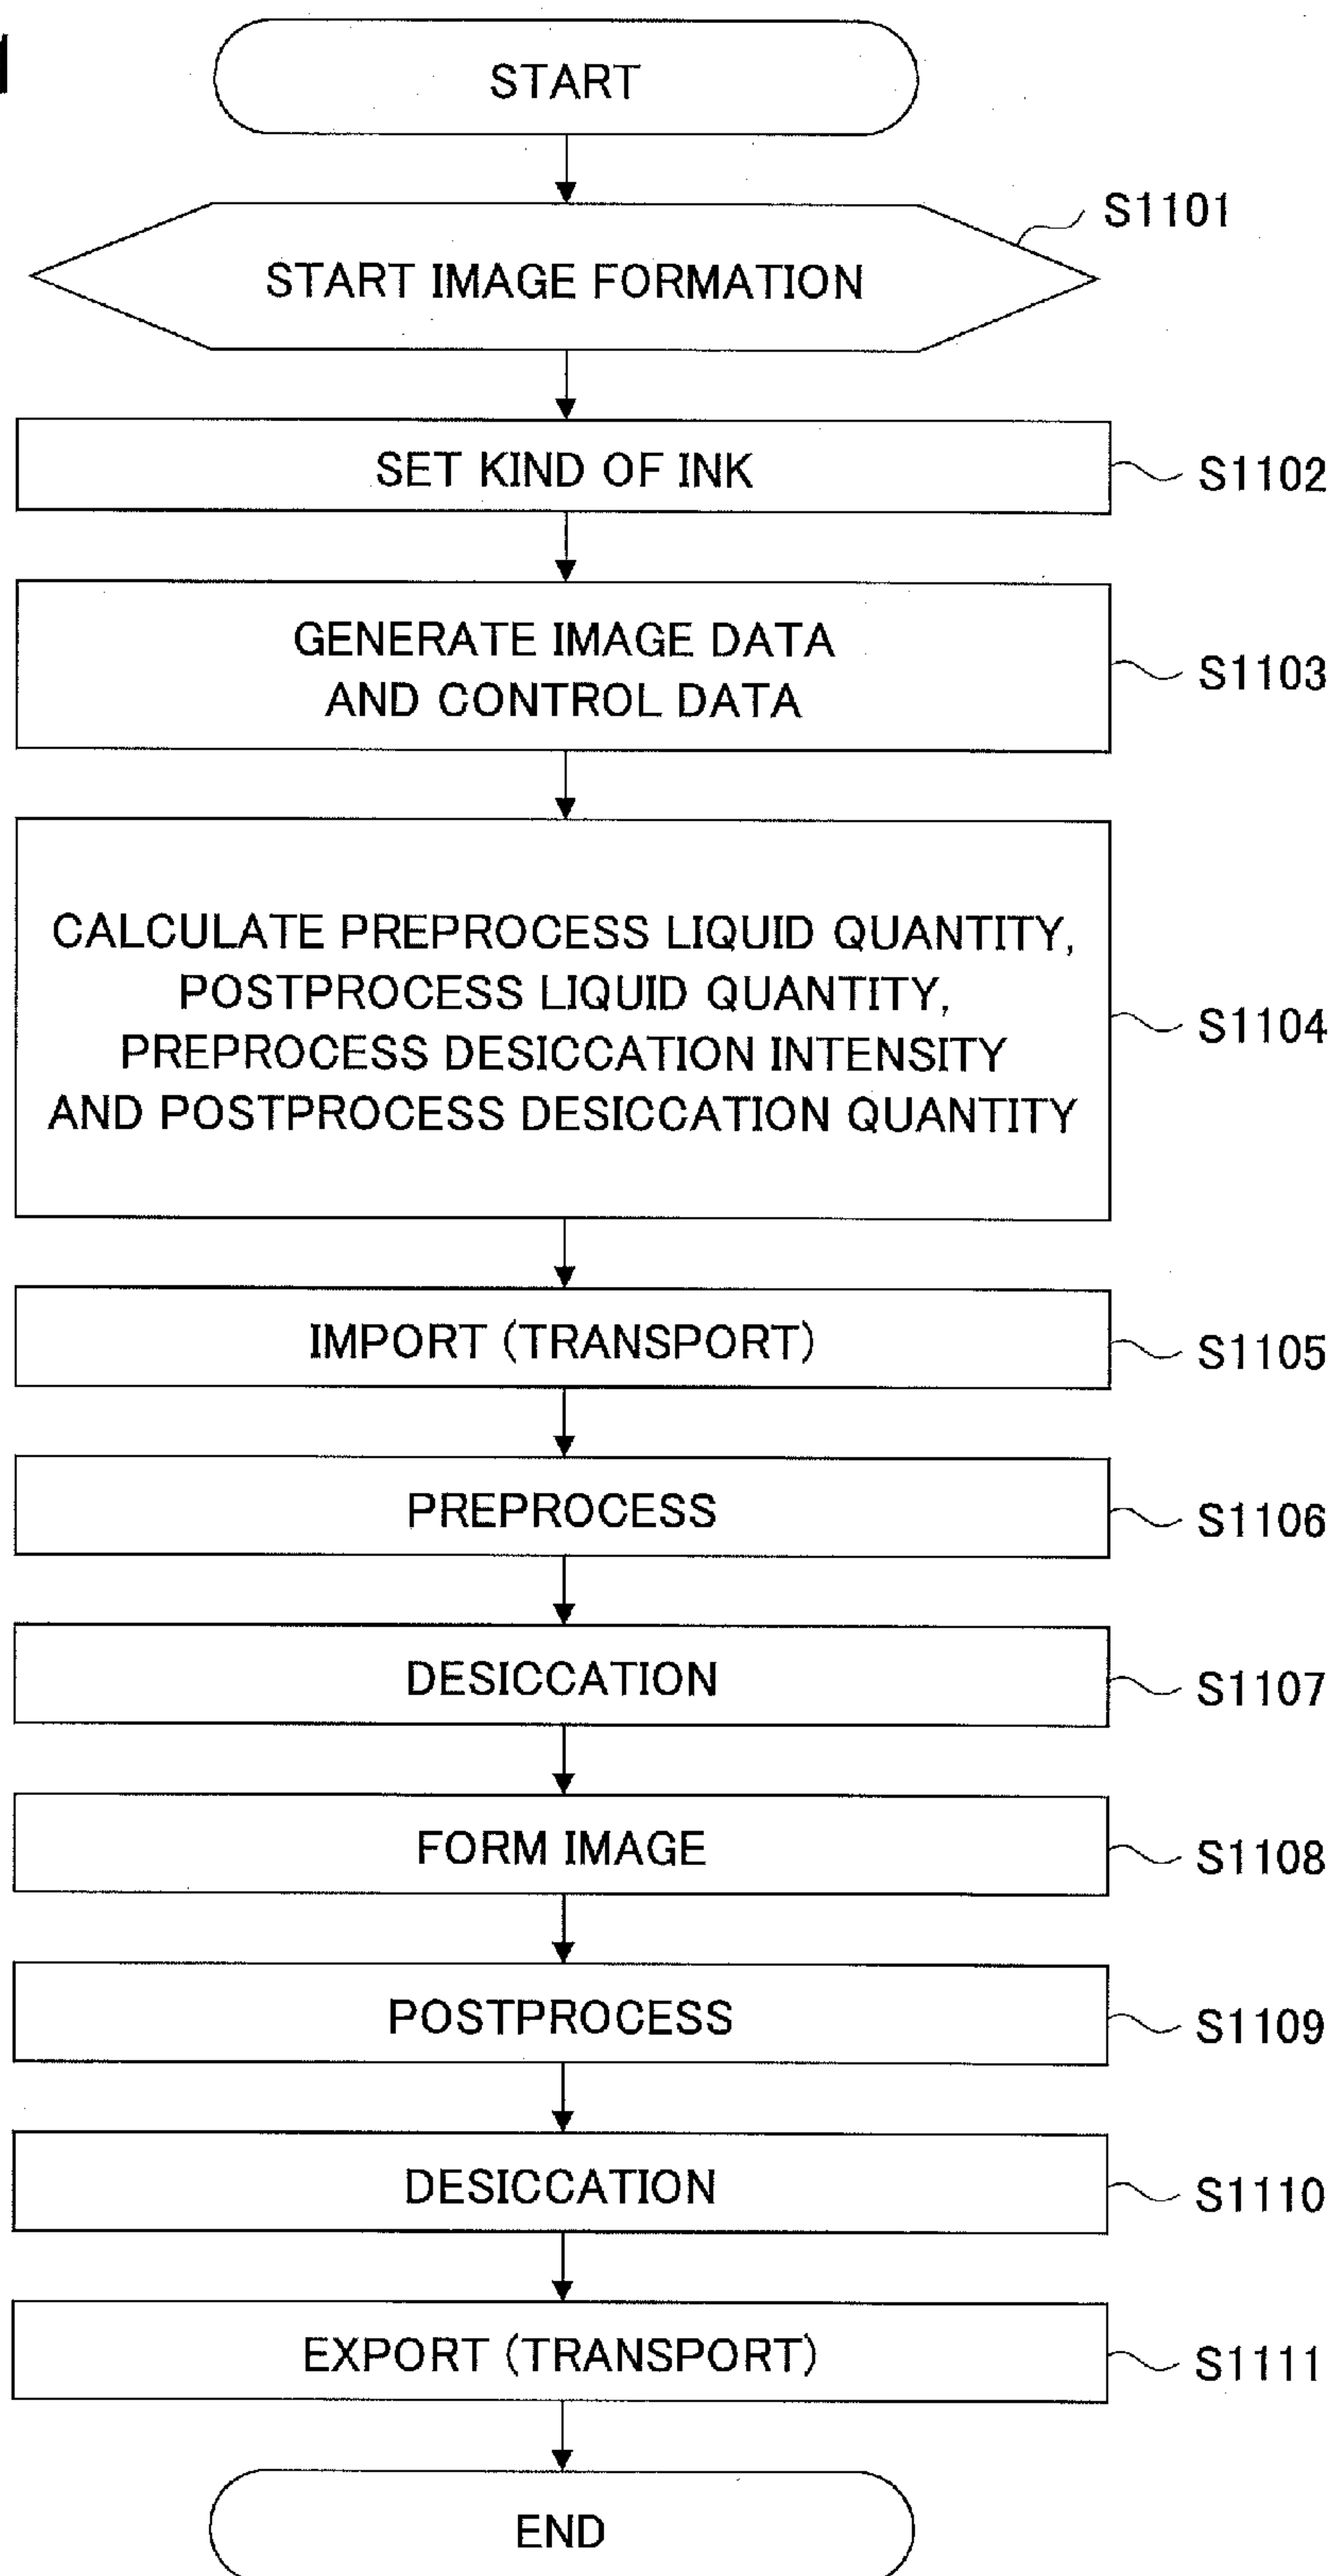 START
S1101
START IMAGE FORMATION
SET KIND OF INK
S1102
GENERATE IMAGE DATA
AND CONTROL DATA
S1103
CALCULATE PREPROCESS LIQUID QUANTITY,
POSTPROCESS LIQUID QUANTITY,
PREPROCESS DESICCATION INTENSITY
AND POSTPROCESS DESICCATION QUANTITY
S1104
IMPORT (TRANSPORT)
S1105
PREPROCESS
S1106
DESICCATION
S1107
FORM IMAGE
S1108
POSTPROCESS
S1109
DESICCATION
S1110
EXPORT (TRANSPORT)
S1111
END